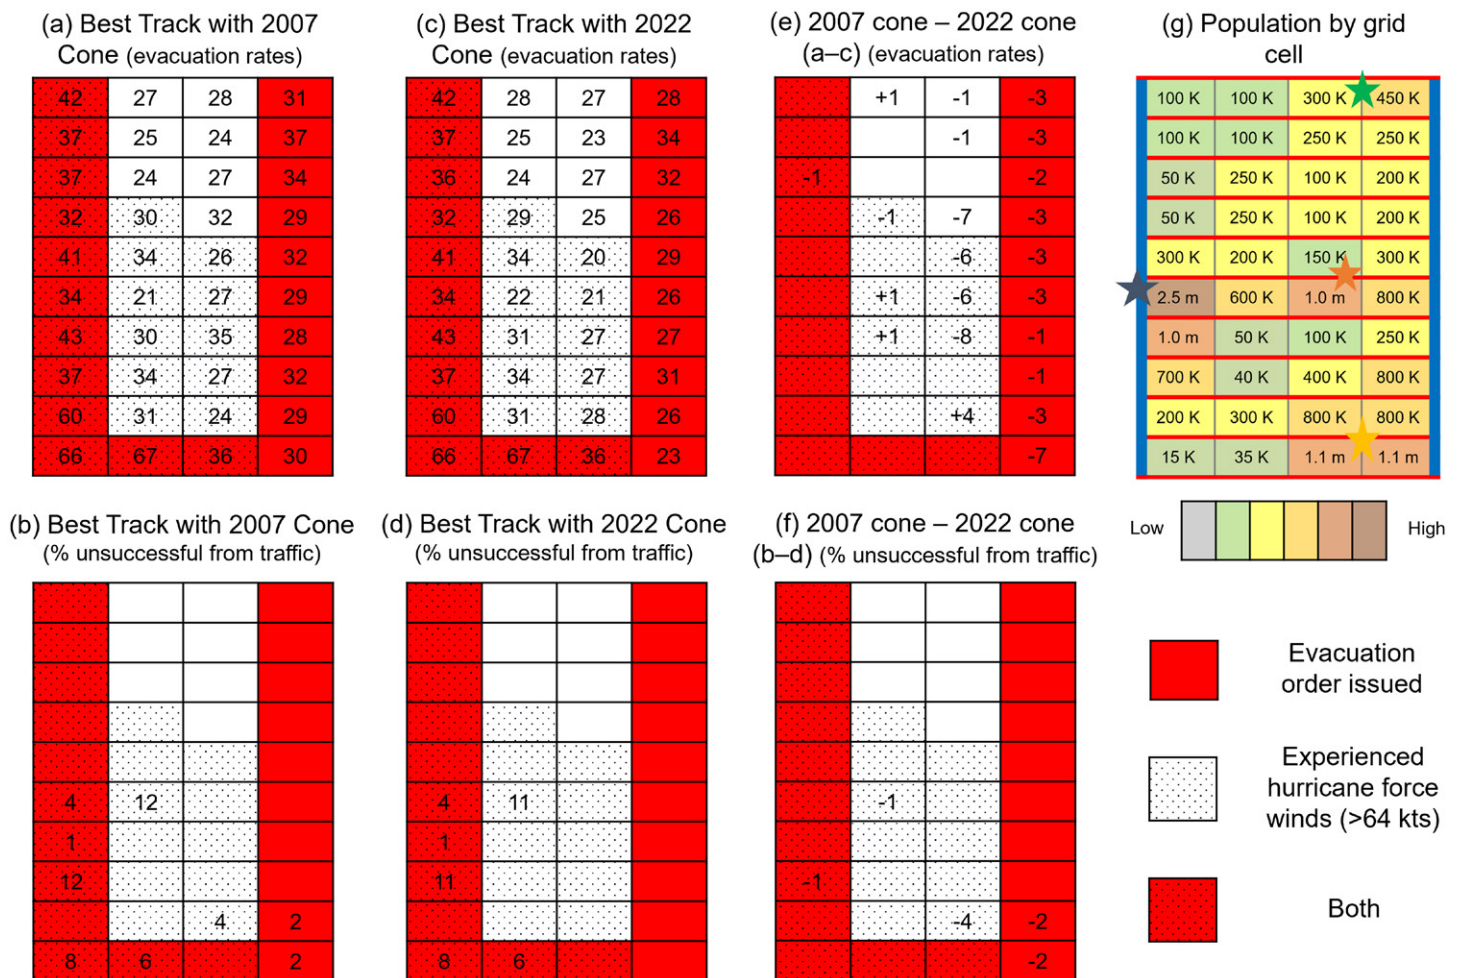 (a) Best Track with 2007
Cone (evacuation rates)
42 27 28 31
37 25 24 37
37 24 27 34
32 30 32 29
41 34 26 32
34 21 27 29
43 30 35 28
37 34 27 32
60 31 24 29
66 67 36 30
(c) Best Track with 2022
Cone (evacuation rates)
42 28 27 28
37 25 23 34
36 24 27 32
32 29 25 26
41 34 20 29
34 22 21 26
43 31 27 27
37 34 27 31
60 31 28 26
66 67 36 23
(e) 2007 cone – 2022 cone
(a–c) (evacuation rates)
+1 -1 -3
-1 -3
-1 -2
-1 -7 -3
-6 -3
+1 -6 -3
+1 -8 -1
-1
+4 -3
-7
(g) Population by grid
cell
100 K 100 K 300 K 450 K
100 K 100 K 250 K 250 K
50 K 250 K 100 K 200 K
50 K 250 K 100 K 200 K
300 K 200 K 150 K 300 K
2.5 m 600 K 1.0 m 800 K
1.0 m 50 K 100 K 250 K
700 K 40 K 400 K 800 K
200 K 300 K 800 K 800 K
15 K 35 K 1.1 m 1.1 m
Low High
(b) Best Track with 2007 Cone
(% unsuccessful from traffic)
4 12
1
12
4 2
8 6 2
(d) Best Track with 2022 Cone
(% unsuccessful from traffic)
4 11
1
11
8 6
(f) 2007 cone – 2022 cone
(b–d) (% unsuccessful from traffic)
-1
-1
-4 -2
-2
Evacuation
order issued
Experienced
hurricane force
winds (>64 kts)
Both